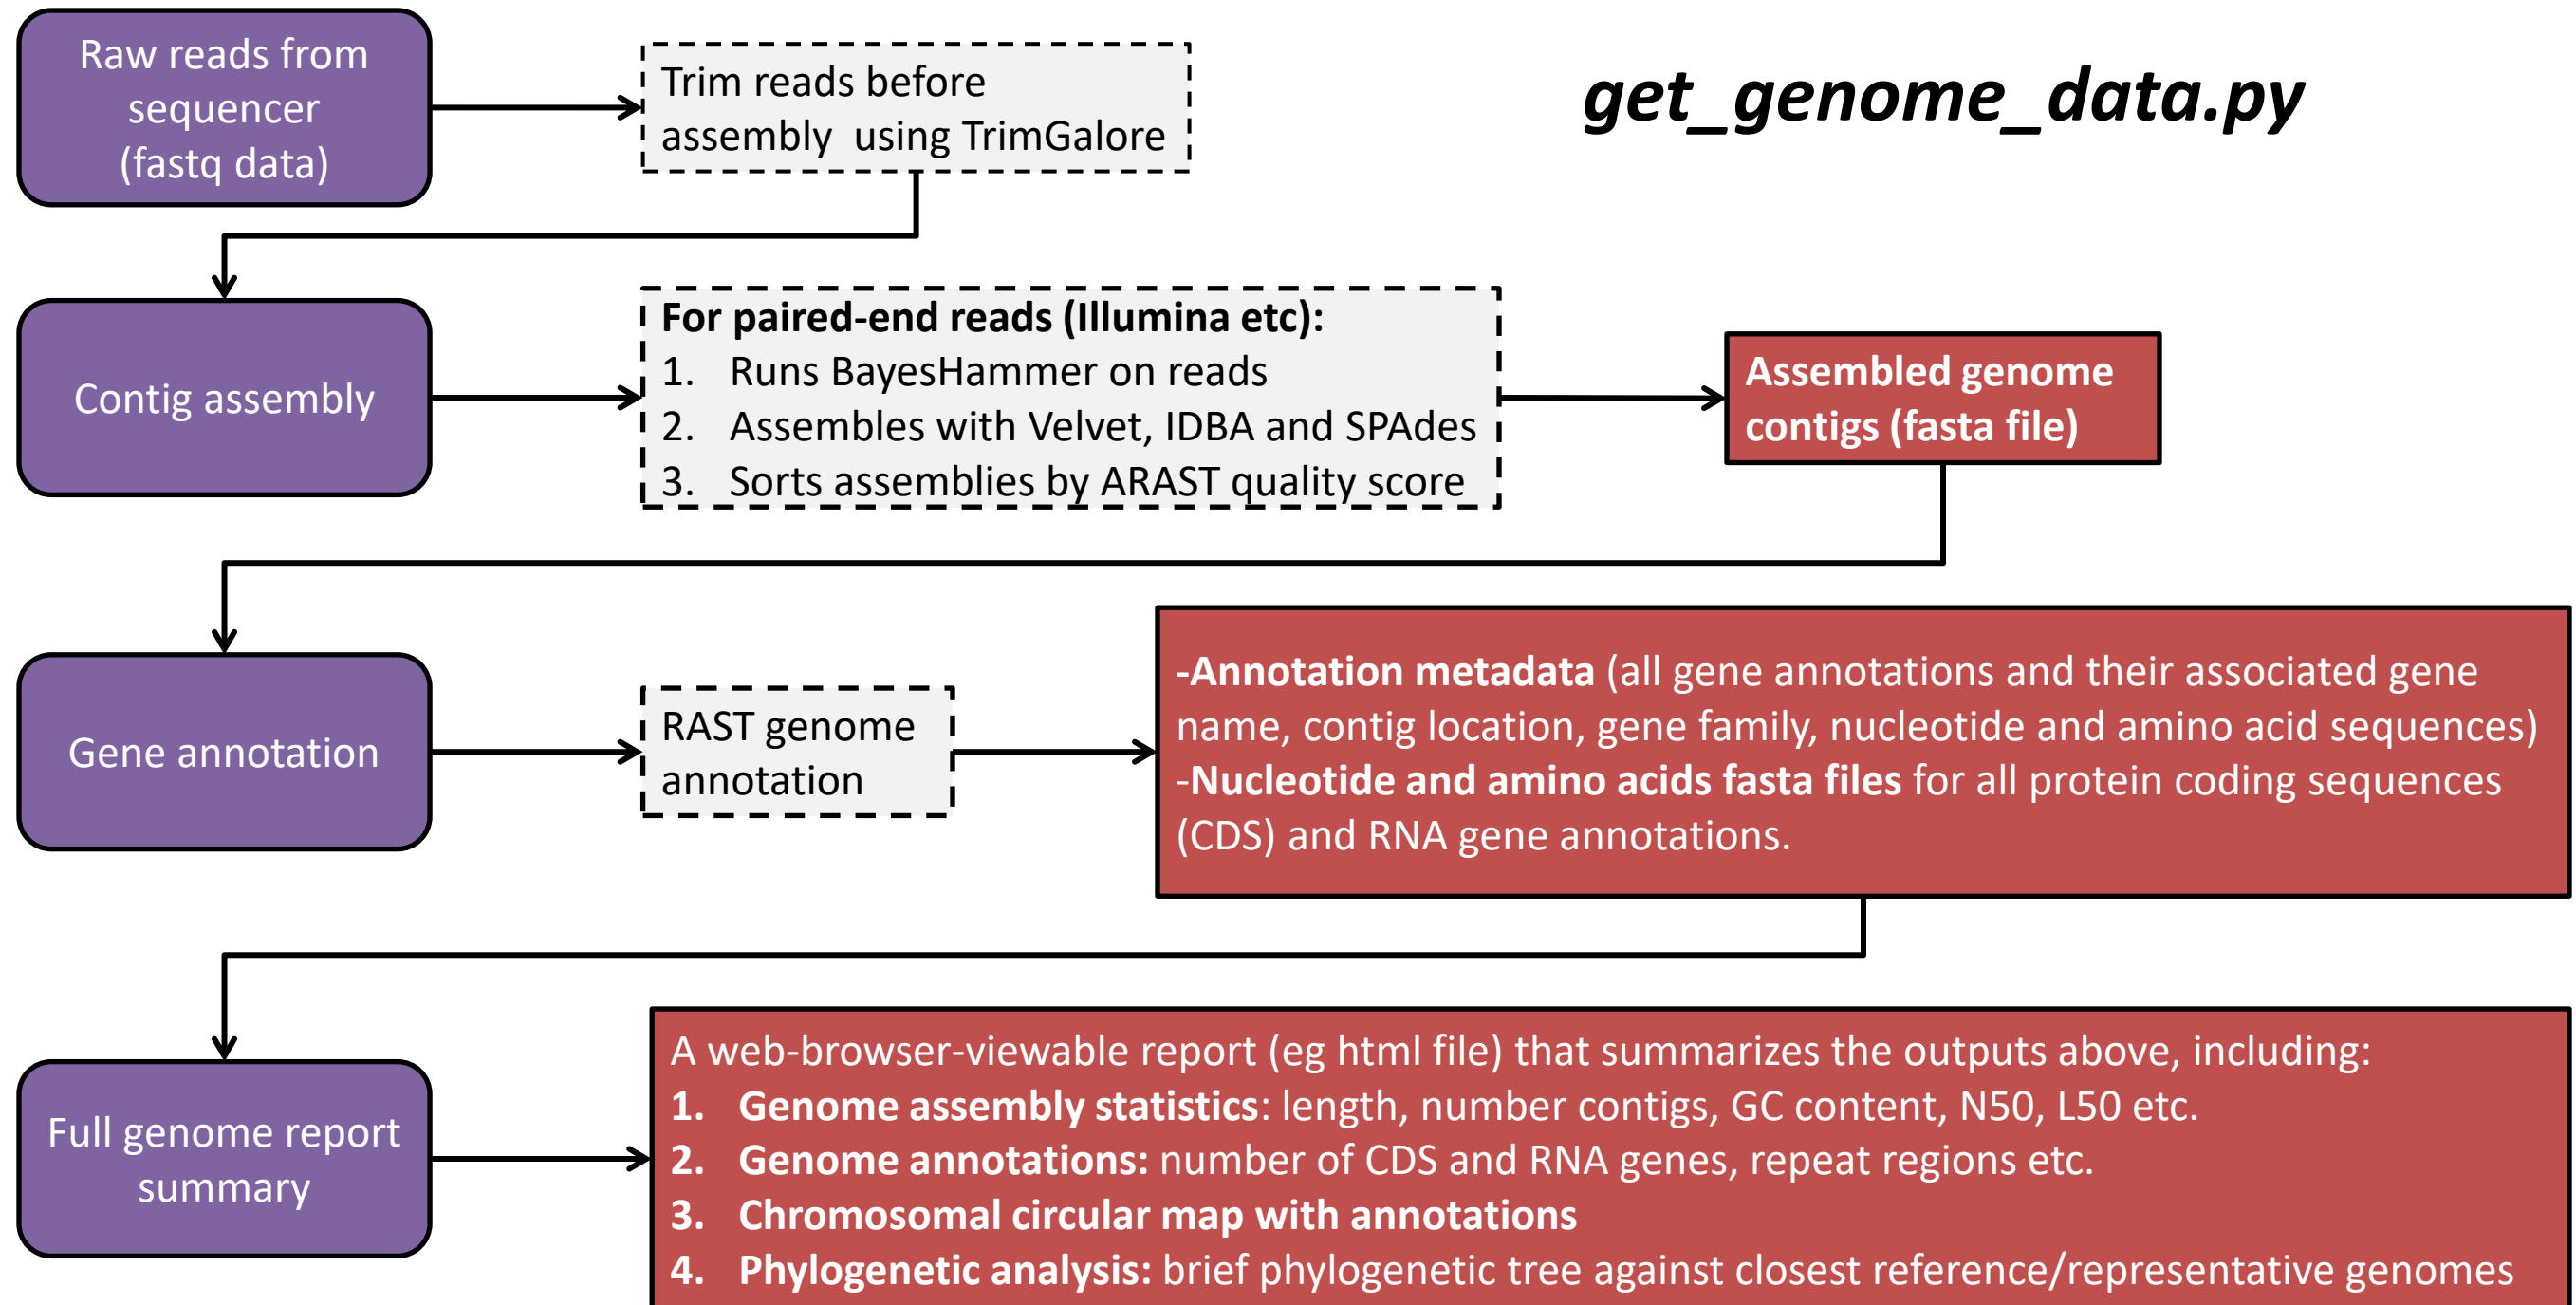 Raw reads from
sequencer
(fastq data)
Trim reads before
assembly  using TrimGalore
get_genome_data.py
Contig assembly
For paired-end reads (Illumina etc):
1. Runs BayesHammer on reads
2. Assembles with Velvet, IDBA and SPAdes
3. Sorts assemblies by ARAST quality score
Assembled genome
contigs (fasta file)
Gene annotation
RAST genome
annotation
-Annotation metadata (all gene annotations and their associated gene
name, contig location, gene family, nucleotide and amino acid sequences)
-Nucleotide and amino acids fasta files for all protein coding sequences
(CDS) and RNA gene annotations.
Full genome report
summary
A web-browser-viewable report (eg html file) that summarizes the outputs above, including:
1. Genome assembly statistics: length, number contigs, GC content, N50, L50 etc.
2. Genome annotations: number of CDS and RNA genes, repeat regions etc.
3. Chromosomal circular map with annotations
4. Phylogenetic analysis: brief phylogenetic tree against closest reference/representative genomes